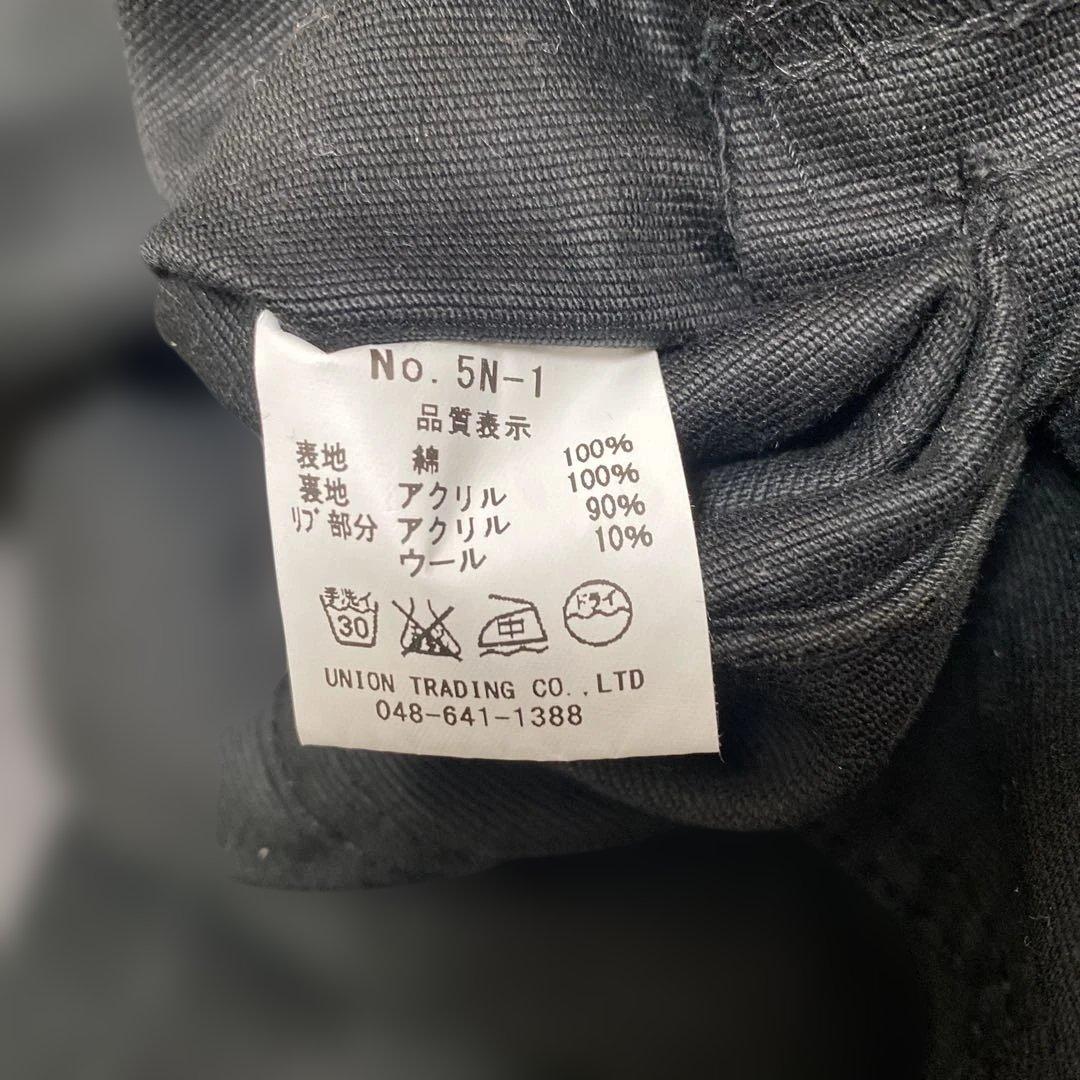 No. 5N-1
品質表示
表地 綿 100%
裏地 アクリル 100%
リブ部分 アクリル 90%
ウール 10%
手洗イ 30 中 ドライ
UNION TRADING CO.,LTD
048-641-1388